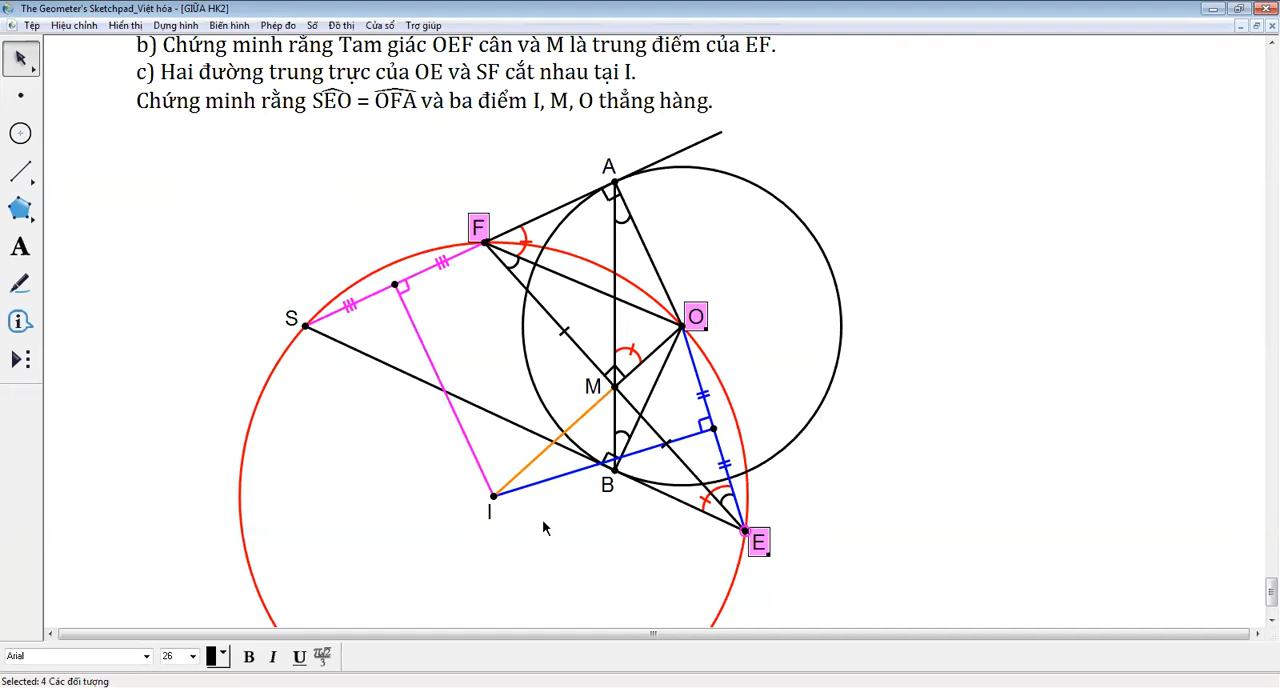 The Geometer's Sketchpad_Việt hóa - [GIỮA HK2]
Tệp Hiệu chỉnh Hiển thị Dựng hình Biến hình Phép đo Số Đồ thị Cửa sổ Trợ giúp
b) Chứng minh rằng Tam giác OEF cân và M là trung điểm của EF.
c) Hai đường trung trực của OE và SF cắt nhau tại I.
Chứng minh rằng SEO = OFA và ba điểm I, M, O thẳng hàng.
A
F
S
O
M
B
I
E
A
i
Arial 26 B I U
Selected: 4 Các đối tượng